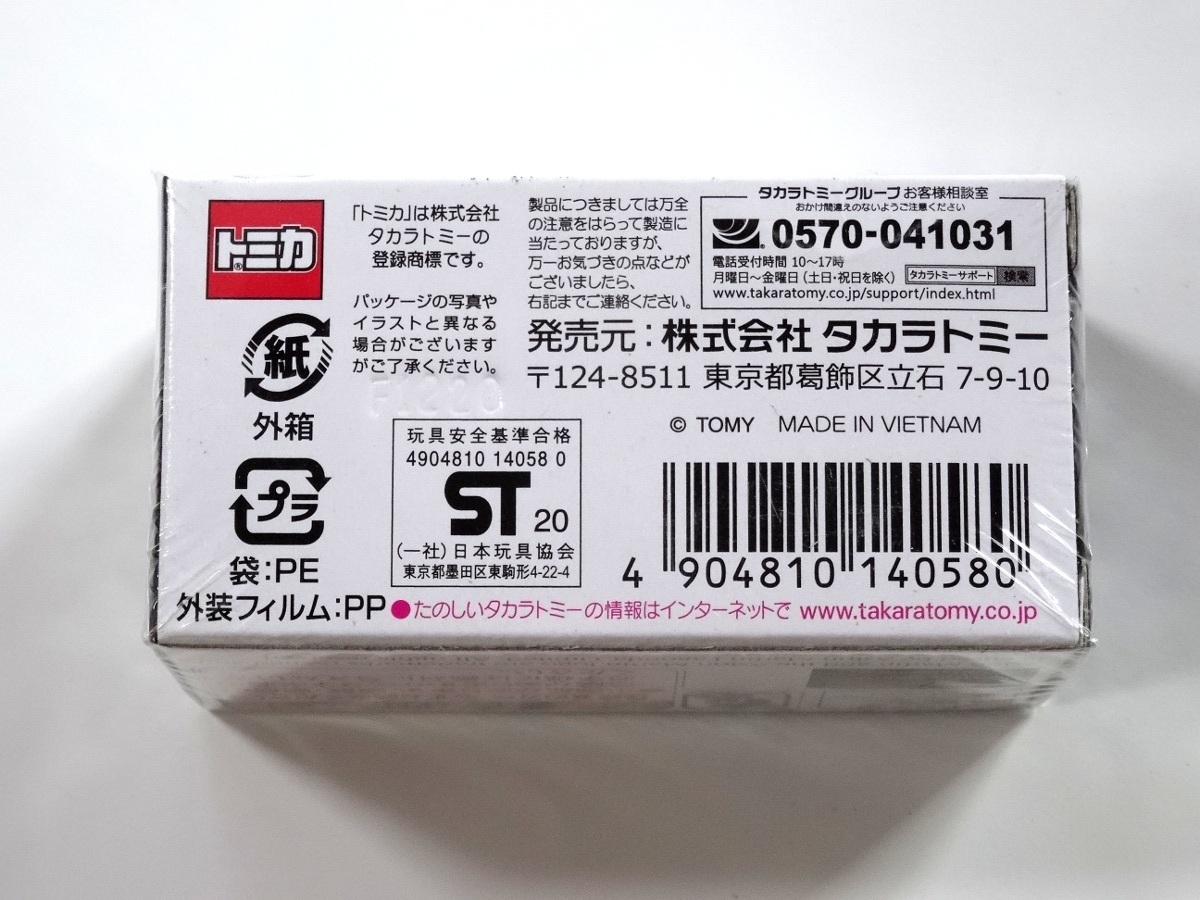 トミカ®
「トミカ」は株式会社
タカラトミーの
登録商標です。
パッケージの写真や
イラストと異なる
場合がございます
がご了承ください。
製品につきましては万全
の注意をはらって製造に
当たっておりますが、
万一お気づきの点などが
ございましたら、
右記までご連絡ください。
タカラトミーグループ お客様相談室
おかけ間違えのないようご注意ください
0570-041031
電話受付時間 10〜17時
月曜日〜金曜日(土日・祝日を除く) タカラトミーサポート 検索
www.takaratomy.co.jp/support/index.html
発売元:株式会社 タカラトミー
〒124-8511 東京都葛飾区立石 7-9-10
© TOMY MADE IN VIETNAM
紙
外箱
プラ
袋:PE
外装フィルム:PP
玩具安全基準合格
4904810 14058 0
ST 20
(一社)日本玩具協会
東京都墨田区東駒形4-22-4
4 904810 140580
●たのしいタカラトミーの情報はインターネットで www.takaratomy.co.jp